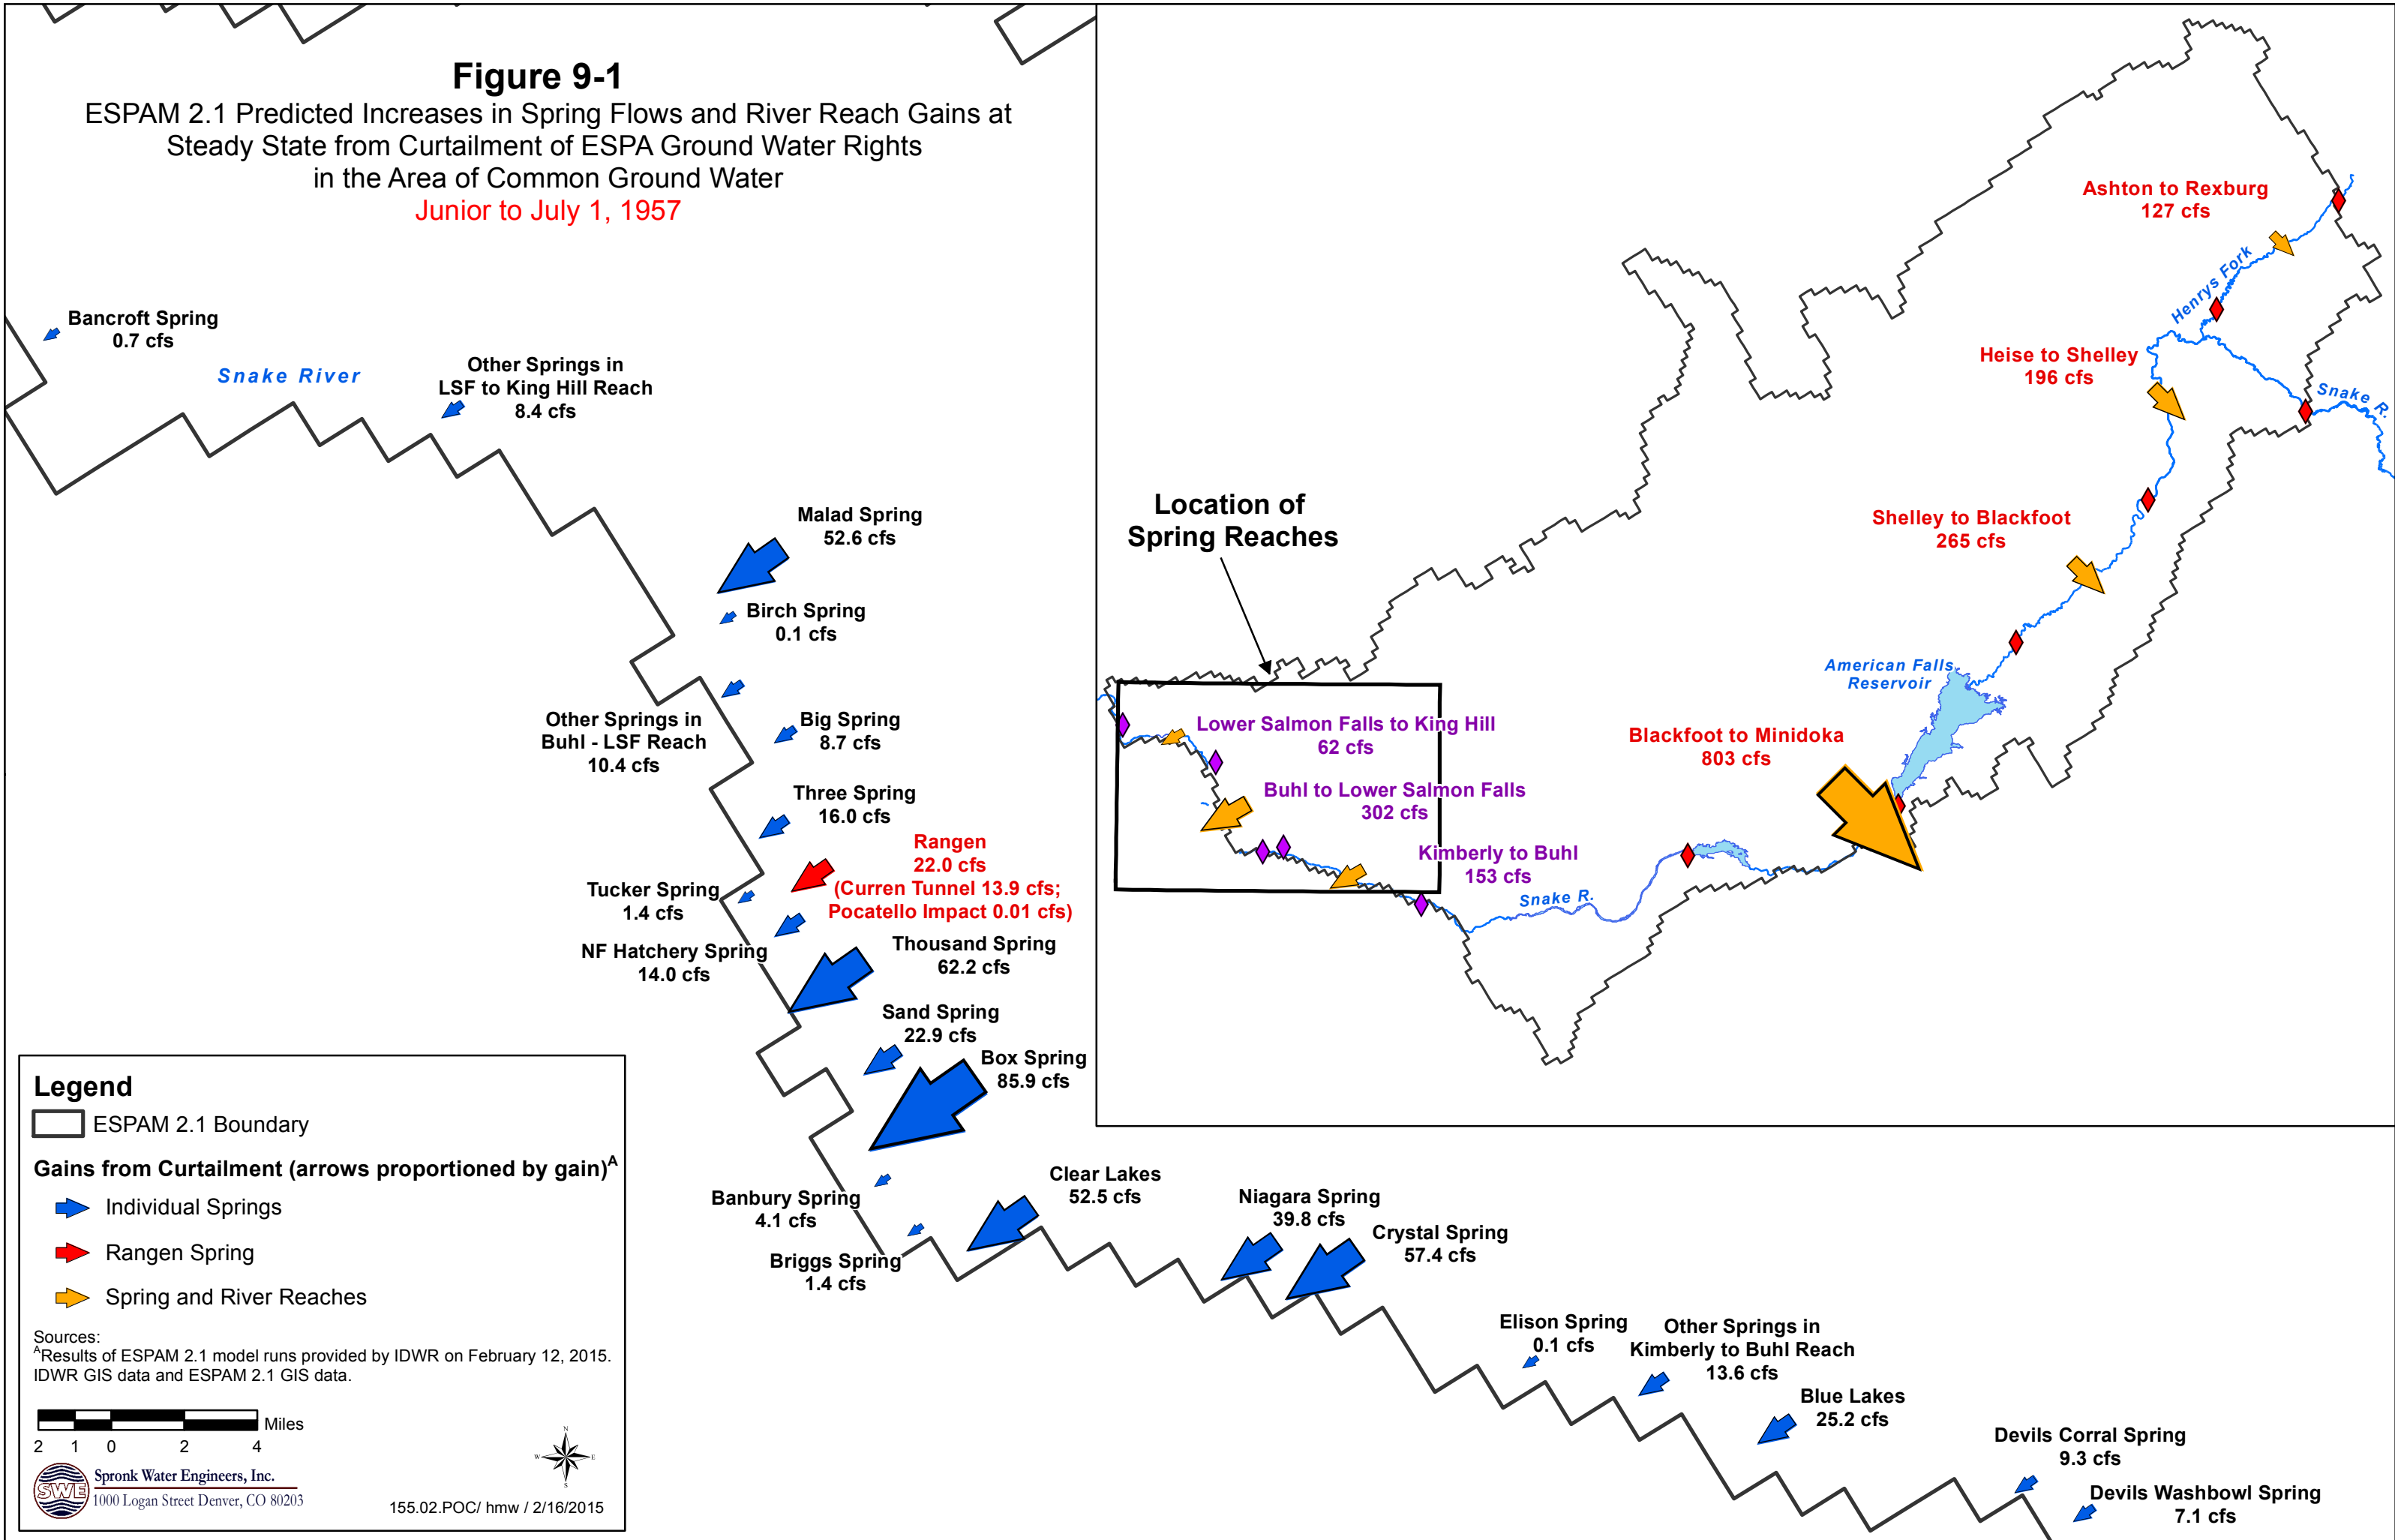 Figure 9-1
ESPAM 2.1 Predicted Increases in Spring Flows and River Reach Gains at
Steady State from Curtailment of ESPA Ground Water Rights
in the Area of Common Ground Water
Junior to July 1, 1957
Bancroft Spring
0.7 cfs
Snake River
Other Springs in
LSF to King Hill Reach
8.4 cfs
Malad Spring
52.6 cfs
Birch Spring
0.1 cfs
Other Springs in
Buhl - LSF Reach
10.4 cfs
Big Spring
8.7 cfs
Three Spring
16.0 cfs
Rangen
22.0 cfs
(Curren Tunnel 13.9 cfs;
Pocatello Impact 0.01 cfs)
Tucker Spring
1.4 cfs
NF Hatchery Spring
14.0 cfs
Thousand Spring
62.2 cfs
Sand Spring
22.9 cfs
Box Spring
85.9 cfs
Banbury Spring
4.1 cfs
Briggs Spring
1.4 cfs
Clear Lakes
52.5 cfs
Niagara Spring
39.8 cfs
Crystal Spring
57.4 cfs
Elison Spring
0.1 cfs
Other Springs in
Kimberly to Buhl Reach
13.6 cfs
Blue Lakes
25.2 cfs
Devils Corral Spring
9.3 cfs
Devils Washbowl Spring
7.1 cfs
Ashton to Rexburg
127 cfs
Henrys Fork
Heise to Shelley
196 cfs
Snake R.
Shelley to Blackfoot
265 cfs
American Falls
Reservoir
Blackfoot to Minidoka
803 cfs
Location of
Spring Reaches
Lower Salmon Falls to King Hill
62 cfs
Buhl to Lower Salmon Falls
302 cfs
Kimberly to Buhl
153 cfs
Snake R.
Legend
ESPAM 2.1 Boundary
Gains from Curtailment (arrows proportioned by gain)A
Individual Springs
Rangen Spring
Spring and River Reaches
Sources:
AResults of ESPAM 2.1 model runs provided by IDWR on February 12, 2015.
IDWR GIS data and ESPAM 2.1 GIS data.
Miles
2 1 0 2 4
N
W E
S
SWE
Spronk Water Engineers, Inc.
1000 Logan Street Denver, CO 80203
155.02.POC/ hmw / 2/16/2015